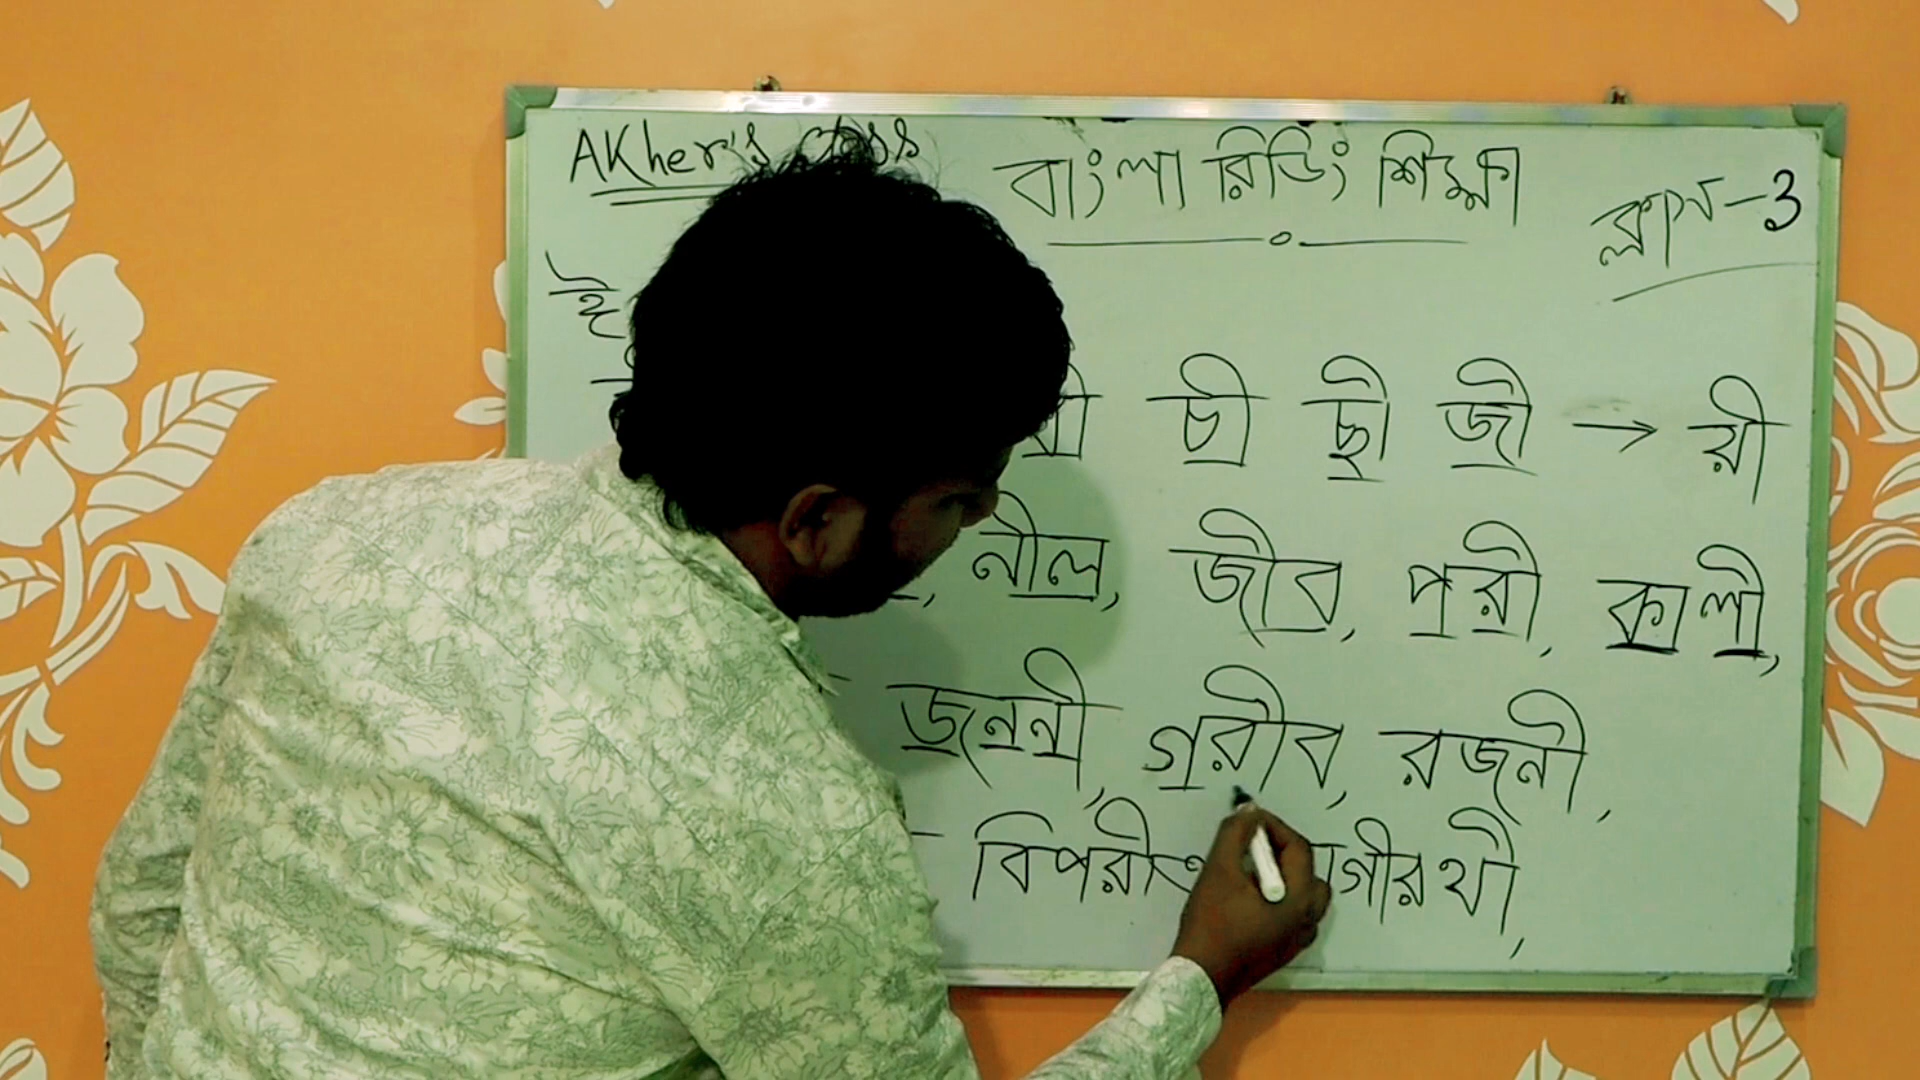 AKher's class
বাংলা রিডিং শিক্ষা
ক্লাস-3
ঈ
চী ছী জী → য়ী
নীল, জীব, পরী, কালী,
জননী, গরীব, রজনী,
বিপরীত গীরথী,